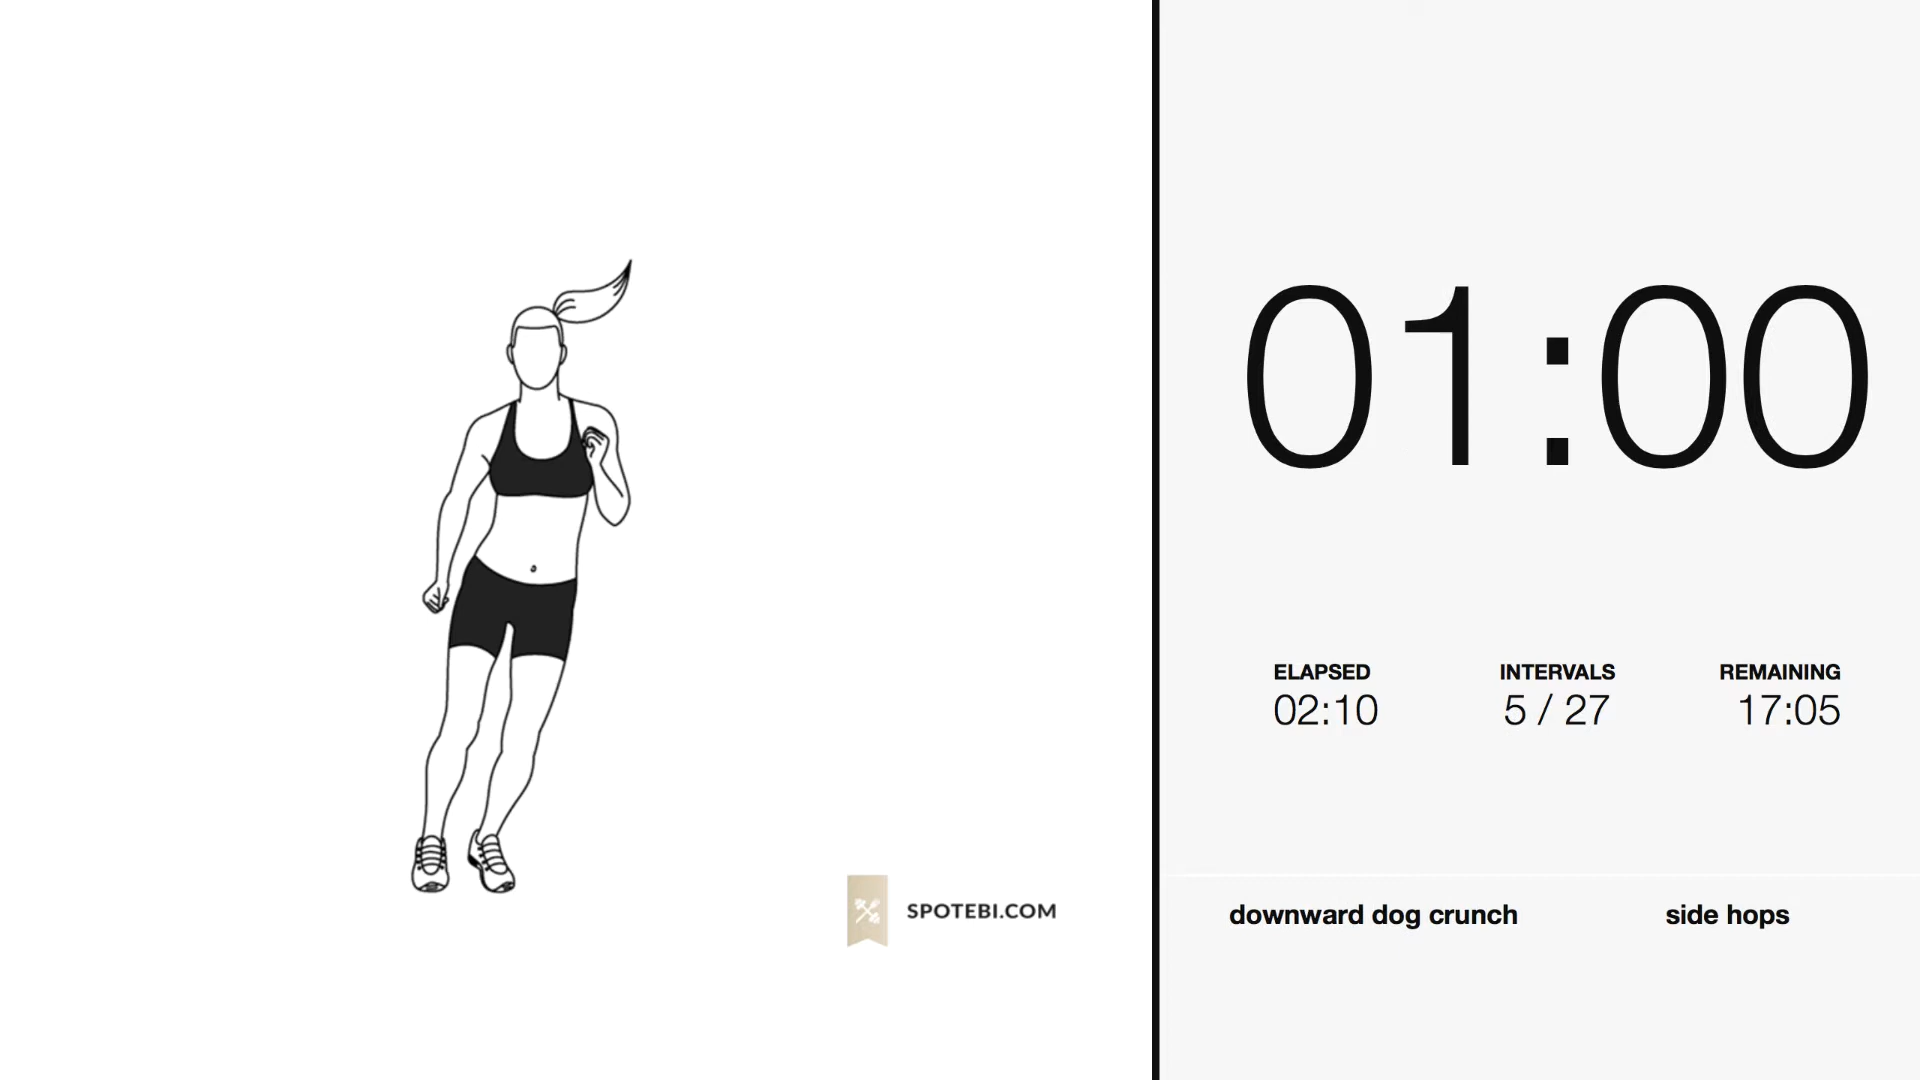 01:00
ELAPSED INTERVALS REMAINING
02:10 5 / 27 17:05
SPOTEBI.COM
downward dog crunch side hops